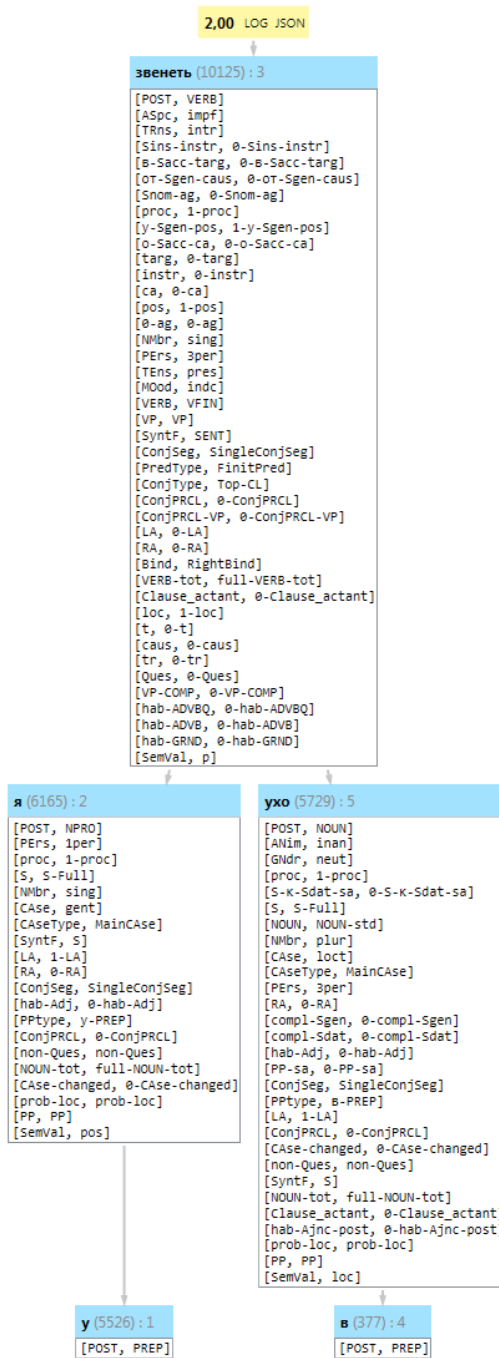 2,00 LOG JSON
звенеть (10125) : 3
[POST, VERB]
[ASpc, impf]
[TRns, intr]
[Sins-instr, 0-Sins-instr]
[в-Sacc-targ, 0-в-Sacc-targ]
[от-Sgen-caus, 0-от-Sgen-caus]
[Snom-ag, 0-Snom-ag]
[proc, 1-proc]
[у-Sgen-pos, 1-у-Sgen-pos]
[о-Sacc-ca, 0-о-Sacc-ca]
[targ, 0-targ]
[instr, 0-instr]
[ca, 0-ca]
[pos, 1-pos]
[0-ag, 0-ag]
[NMbr, sing]
[PErs, 3per]
[TEns, pres]
[MOod, indc]
[VERB, VFIN]
[VP, VP]
[SyntF, SENT]
[ConjSeg, SingleConjSeg]
[PredType, FinitPred]
[ConjType, Top-CL]
[ConjPRCL, 0-ConjPRCL]
[ConjPRCL-VP, 0-ConjPRCL-VP]
[LA, 0-LA]
[RA, 0-RA]
[Bind, RightBind]
[VERB-tot, full-VERB-tot]
[Clause_actant, 0-Clause_actant]
[loc, 1-loc]
[t, 0-t]
[caus, 0-caus]
[tr, 0-tr]
[Ques, 0-Ques]
[VP-COMP, 0-VP-COMP]
[hab-ADVBQ, 0-hab-ADVBQ]
[hab-ADVB, 0-hab-ADVB]
[hab-GRND, 0-hab-GRND]
[SemVal, p]
я (6165) : 2
[POST, NPRO]
[PErs, 1per]
[proc, 1-proc]
[S, S-Full]
[NMbr, sing]
[CAse, gent]
[CAseType, MainCAse]
[SyntF, S]
[LA, 1-LA]
[RA, 0-RA]
[ConjSeg, SingleConjSeg]
[hab-Adj, 0-hab-Adj]
[PPtype, у-PREP]
[ConjPRCL, 0-ConjPRCL]
[non-Ques, non-Ques]
[NOUN-tot, full-NOUN-tot]
[CAse-changed, 0-CAse-changed]
[prob-loc, prob-loc]
[PP, PP]
[SemVal, pos]
ухо (5729) : 5
[POST, NOUN]
[ANim, inan]
[GNdr, neut]
[proc, 1-proc]
[S-к-Sdat-sa, 0-S-к-Sdat-sa]
[S, S-Full]
[NOUN, NOUN-std]
[NMbr, plur]
[CAse, loct]
[CAseType, MainCAse]
[PErs, 3per]
[RA, 0-RA]
[compl-Sgen, 0-compl-Sgen]
[compl-Sdat, 0-compl-Sdat]
[hab-Adj, 0-hab-Adj]
[PP-sa, 0-PP-sa]
[ConjSeg, SingleConjSeg]
[PPtype, в-PREP]
[LA, 1-LA]
[ConjPRCL, 0-ConjPRCL]
[CAse-changed, 0-CAse-changed]
[non-Ques, non-Ques]
[SyntF, S]
[NOUN-tot, full-NOUN-tot]
[Clause_actant, 0-Clause_actant]
[hab-Ajnc-post, 0-hab-Ajnc-post]
[prob-loc, prob-loc]
[PP, PP]
[SemVal, loc]
у (5526) : 1
[POST, PREP]
в (377) : 4
[POST, PREP]